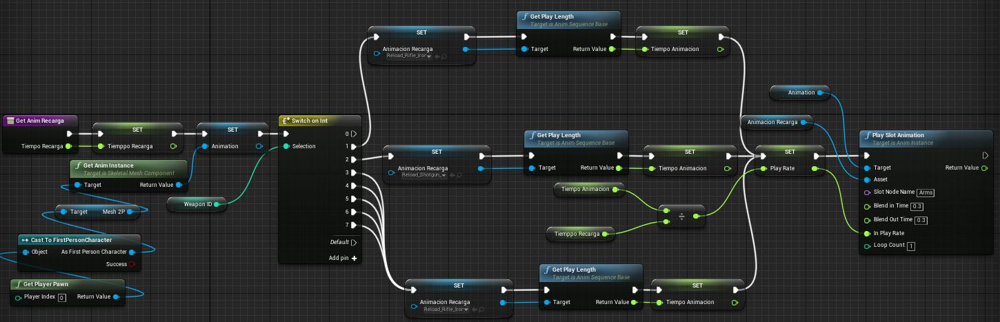 Get Play Length
Target is Anim Sequence Base
SET
SET
Animacion Recarga
Reload_Rifle_Iror
Target
Return Value
Tiempo Animacion
Animation
Get Anim Recarga
Tiempo Recarga
SET
Tiemppo Recarga
SET
Animation
Switch on Int
Selection
0
1
2
3
4
5
6
7
Default
Add pin
Animacion Recarga
Get Anim Instance
Target is Skeletal Mesh Component
Target
Return Value
Target
Mesh 2P
Weapon ID
SET
Animacion Recarga
Reload_Shotgun_
Get Play Length
Target is Anim Sequence Base
Target
Return Value
SET
Tiempo Animacion
SET
Play Rate
Play Slot Animation
Target is Anim Instance
Target
Return Value
Asset
Slot Node Name
Arms
Blend in Time
0.3
Blend Out Time
0.3
In Play Rate
Loop Count
1
Tiempo Animacion
÷
Tiemppo Recarga
Cast To FirstPersonCharacter
Object
As First Person Character
Success
Get Player Pawn
Player Index
0
Return Value
SET
Animacion Recarga
Reload_Rifle_Iror
Get Play Length
Target is Anim Sequence Base
Target
Return Value
SET
Tiempo Animacion